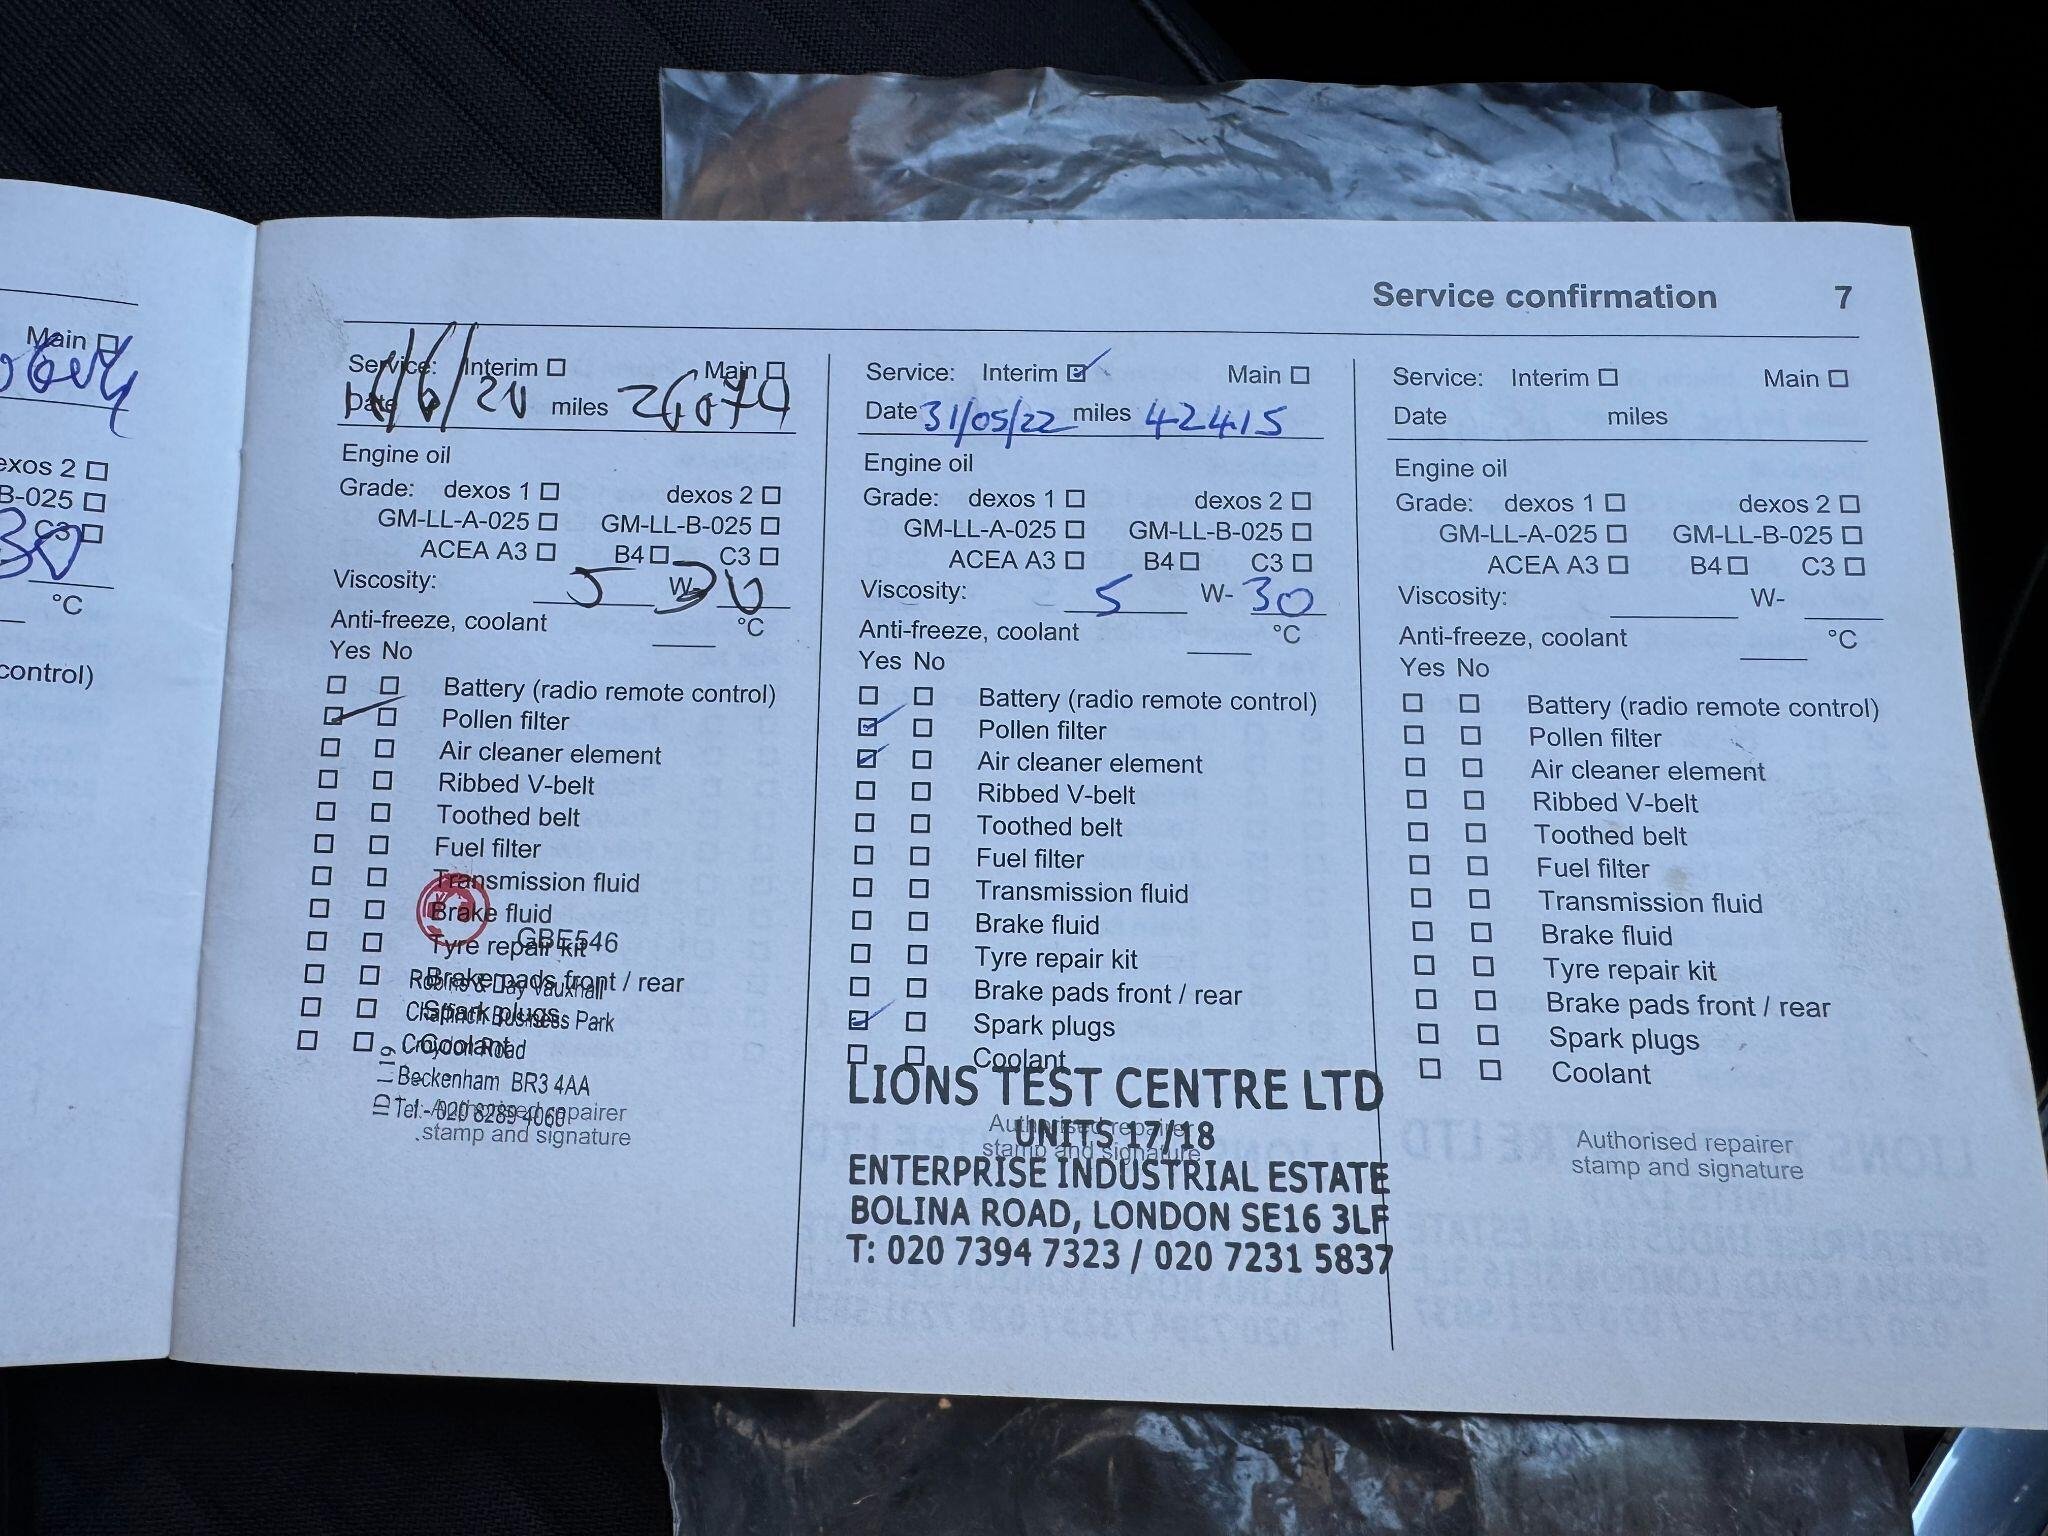 Service confirmation 7
Main
exos 2
B-025
C3
30
°C
control)
Service: Interim Main
Date /6/20 miles
Engine oil
Grade: dexos 1 dexos 2
GM-LL-A-025 GM-LL-B-025
ACEA A3 B4 C3
Viscosity: 5 W- 30
Anti-freeze, coolant °C
Yes No
Battery (radio remote control)
Pollen filter
Air cleaner element
Ribbed V-belt
Toothed belt
Fuel filter
Transmission fluid
Brake fluid
GBE546
Tyre repair kit
Brake pads front / rear
Robins & Day Vauxhall
Spark plugs
Chaffinch Business Park
Coolant
Croydon Road
Beckenham BR3 4AA
Tel:- 020 8289 4060
Authorised repairer
stamp and signature
Service: Interim Main
Date 31/05/22 miles 42415
Engine oil
Grade: dexos 1 dexos 2
GM-LL-A-025 GM-LL-B-025
ACEA A3 B4 C3
Viscosity: 5 W- 30
Anti-freeze, coolant °C
Yes No
Battery (radio remote control)
Pollen filter
Air cleaner element
Ribbed V-belt
Toothed belt
Fuel filter
Transmission fluid
Brake fluid
Tyre repair kit
Brake pads front / rear
Spark plugs
Coolant
LIONS TEST CENTRE LTD
Authorised repairer
UNITS 17/18
stamp and signature
ENTERPRISE INDUSTRIAL ESTATE
BOLINA ROAD, LONDON SE16 3LF
T: 020 7394 7323 / 020 7231 5837
Service: Interim Main
Date miles
Engine oil
Grade: dexos 1 dexos 2
GM-LL-A-025 GM-LL-B-025
ACEA A3 B4 C3
Viscosity: W-
Anti-freeze, coolant °C
Yes No
Battery (radio remote control)
Pollen filter
Air cleaner element
Ribbed V-belt
Toothed belt
Fuel filter
Transmission fluid
Brake fluid
Tyre repair kit
Brake pads front / rear
Spark plugs
Coolant
Authorised repairer
stamp and signature